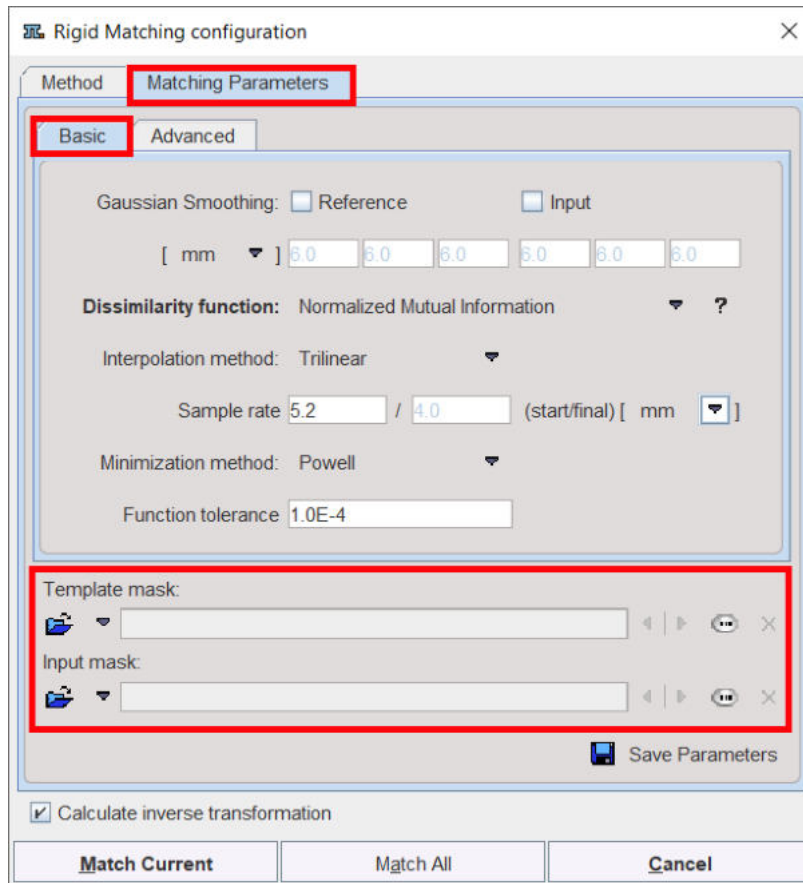 Rigid Matching configuration
Method Matching Parameters
Basic Advanced
Gaussian Smoothing: Reference Input
[ mm ] 6.0 6.0 6.0 6.0 6.0 6.0
Dissimilarity function: Normalized Mutual Information ?
Interpolation method: Trilinear
Sample rate 5.2 / 4.0 (start/final) [ mm ]
Minimization method: Powell
Function tolerance 1.0E-4
Template mask:
Input mask:
Save Parameters
Calculate inverse transformation
Match Current Match All Cancel